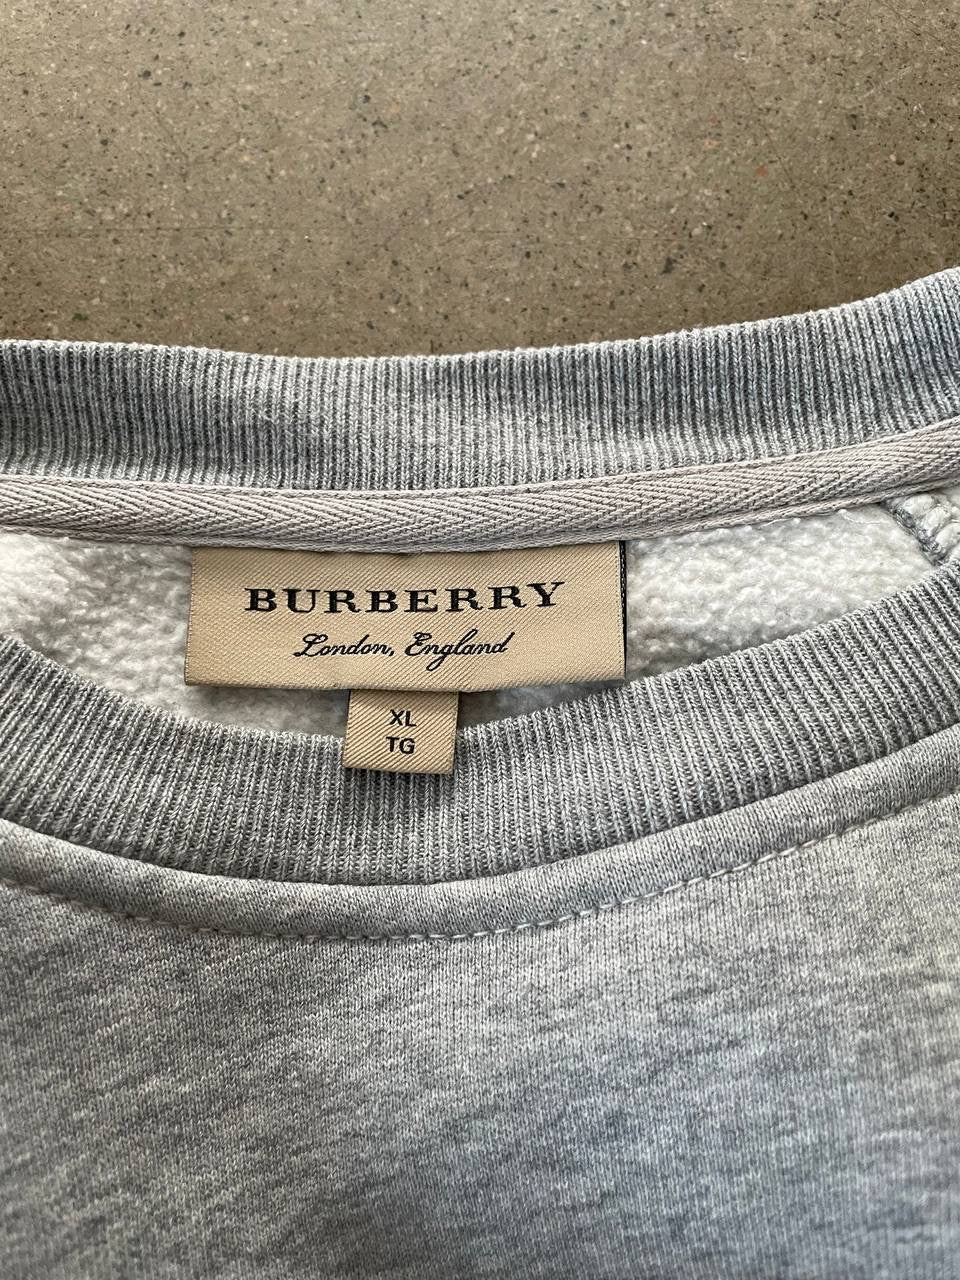 BURBERRY
London, England
XL
TG